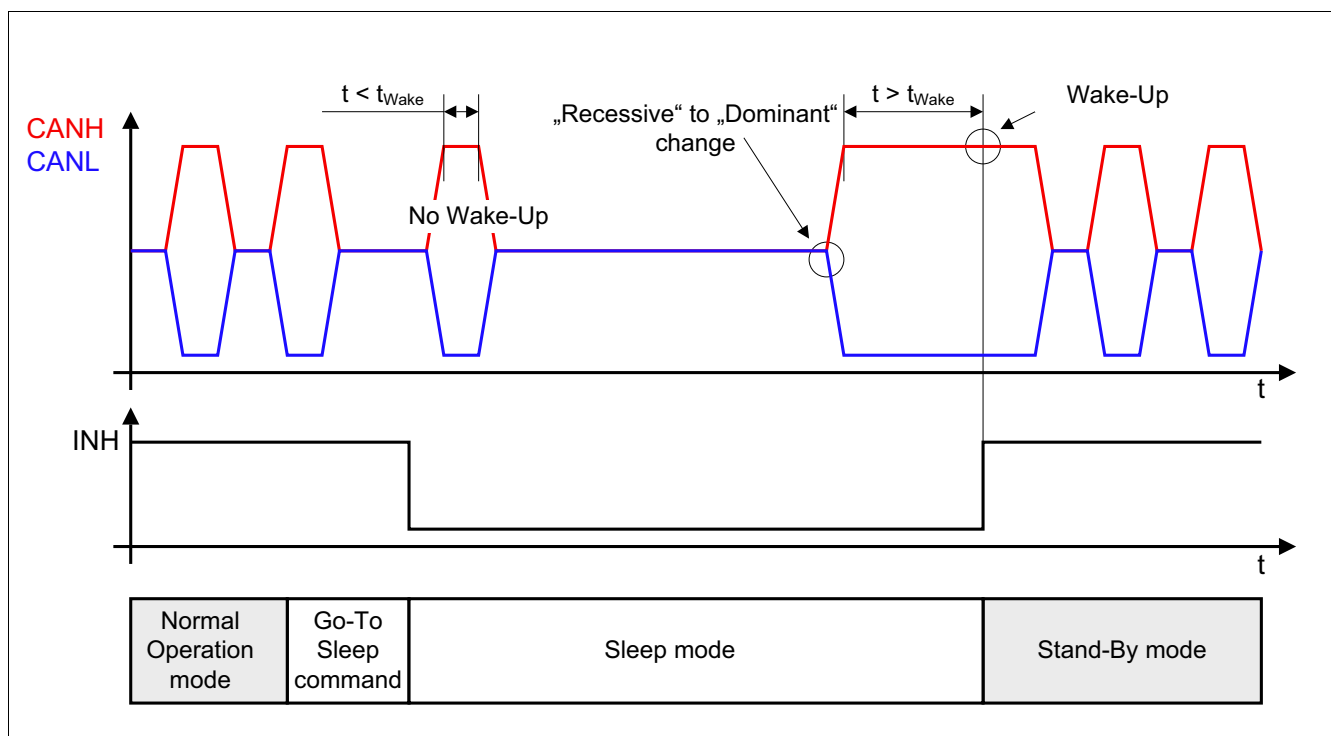 t < tWake
„Recessive“ to „Dominant“
change
t > tWake
Wake-Up
CANH
CANL
No Wake-Up
t
INH
t
Normal
Operation
mode
Go-To
Sleep
command
Sleep mode
Stand-By mode